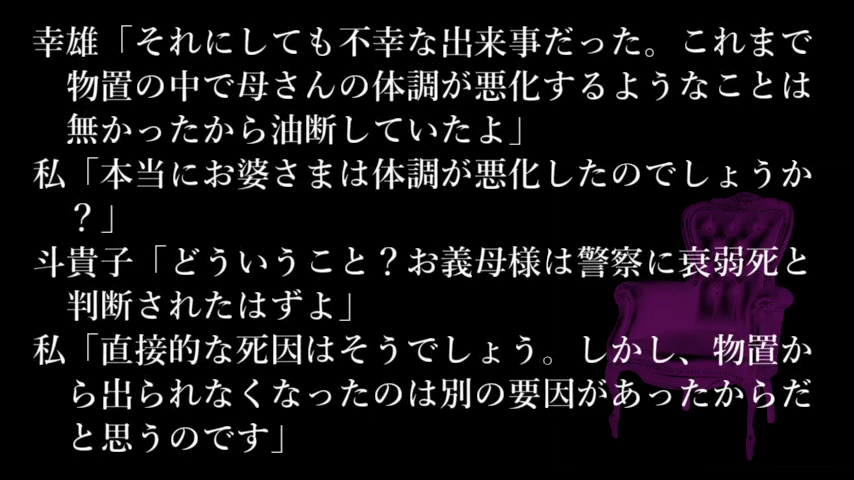 幸雄「それにしても不幸な出来事だった。これまで
物置の中で母さんの体調が悪化するようなことは
無かったから油断していたよ」
私「本当にお婆さまは体調が悪化したのでしょうか
？」
斗貴子「どういうこと？お義母様は警察に衰弱死と
判断されたはずよ」
私「直接的な死因はそうでしょう。しかし、物置か
ら出られなくなったのは別の要因があったからだ
と思うのです」